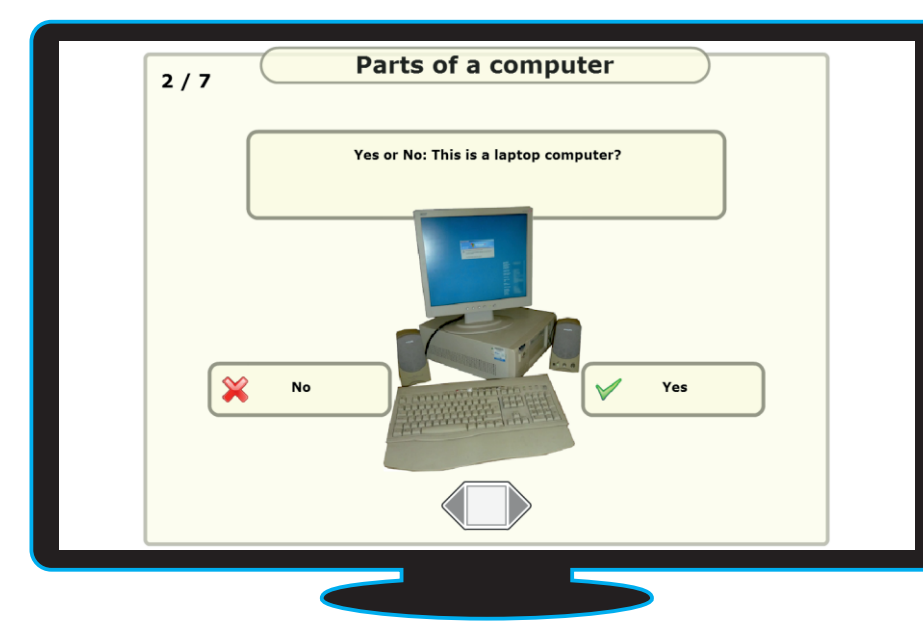 Parts of a computer
2 / 7
Yes or No: This is a laptop computer?
No
Yes